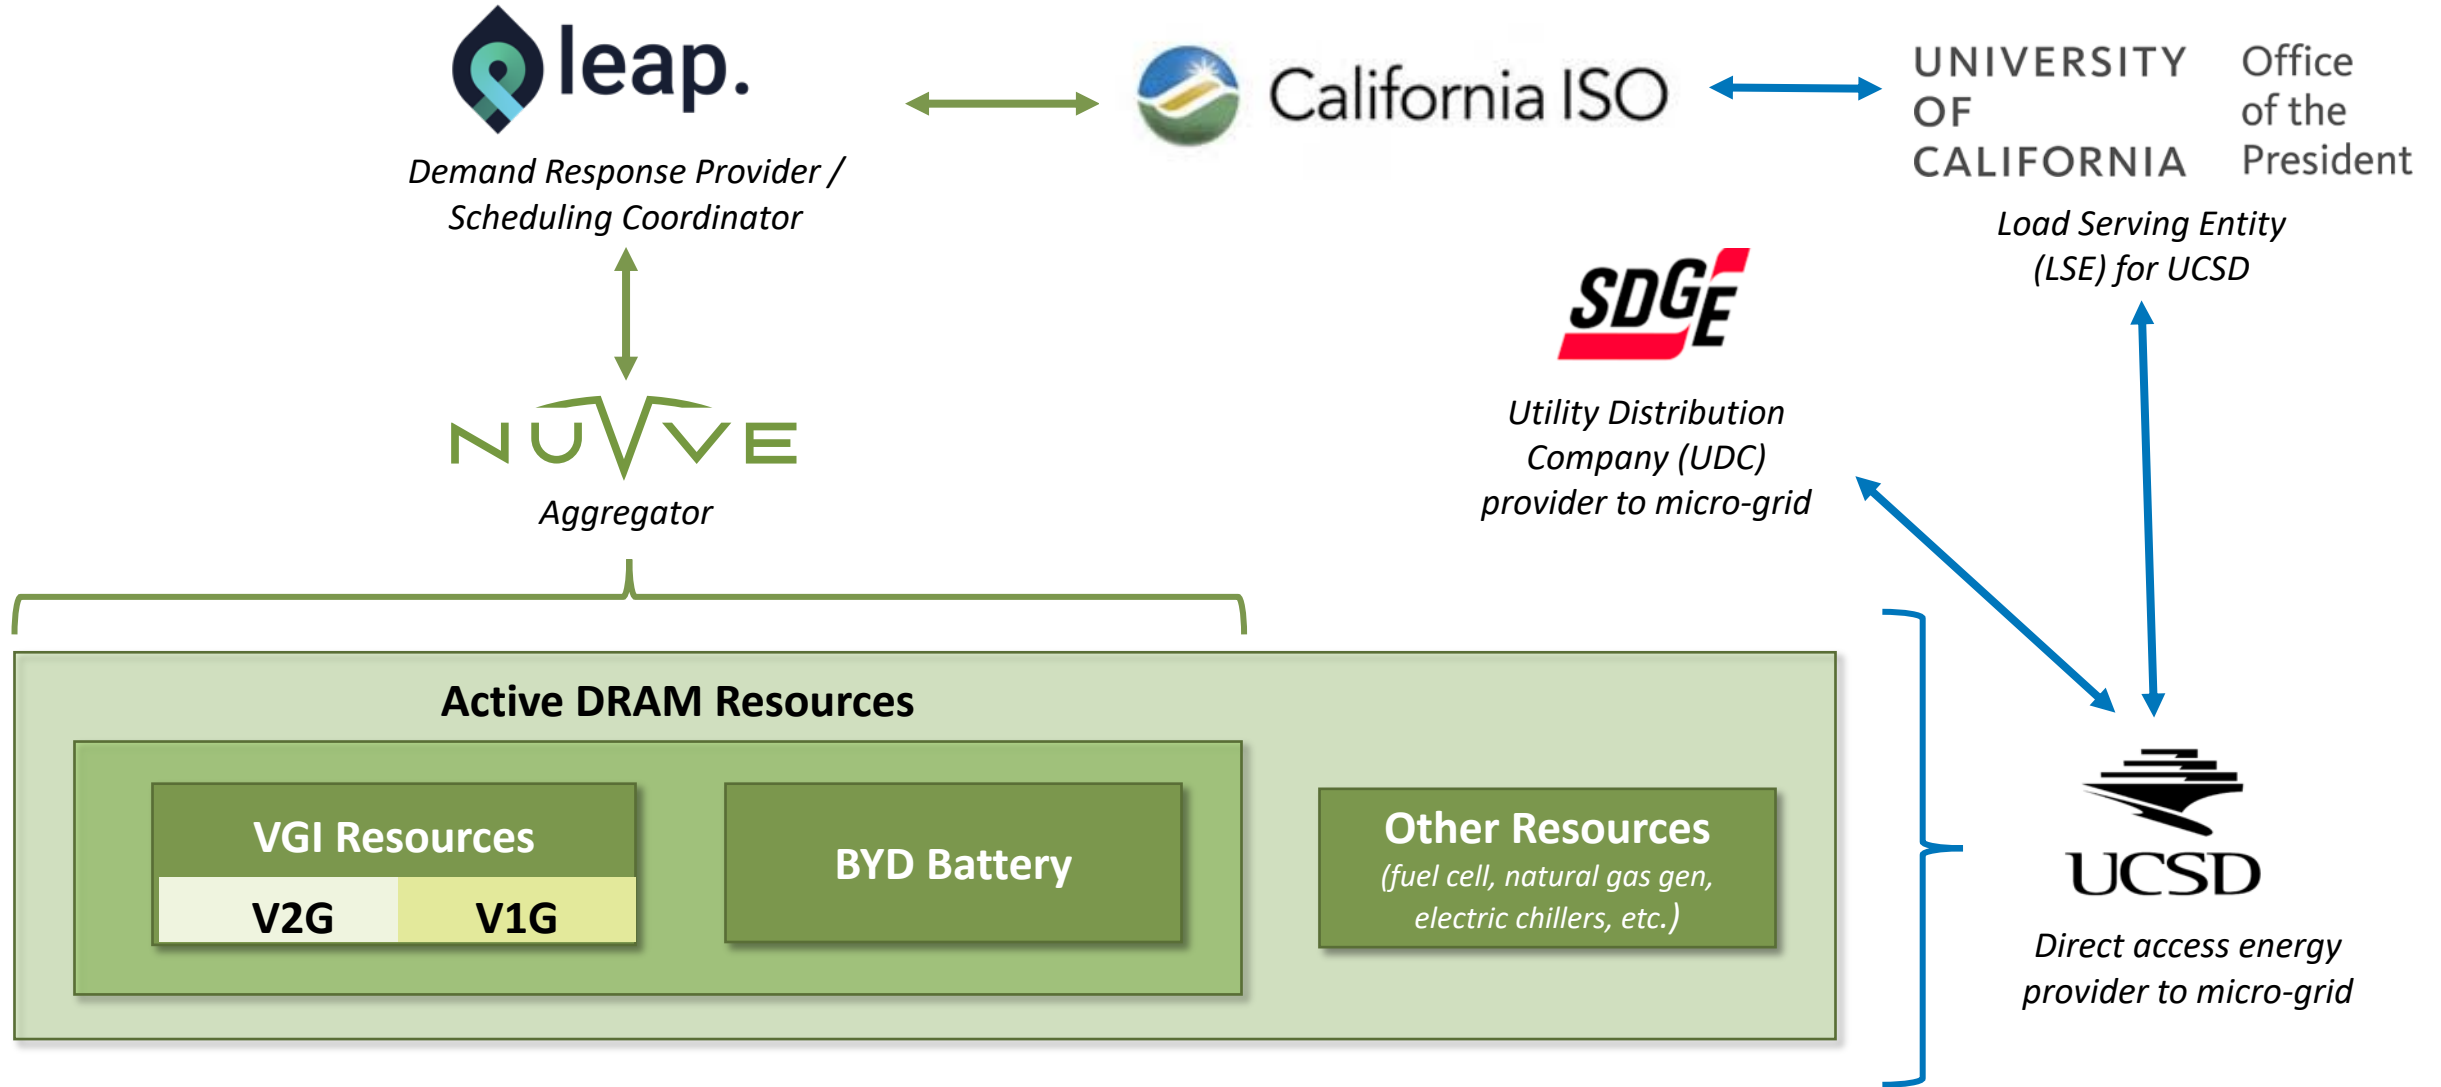 leap.
Demand Response Provider /
Scheduling Coordinator
California ISO
UNIVERSITY
OF
CALIFORNIA
Office
of the
President
Load Serving Entity
(LSE) for UCSD
SDGE
Utility Distribution
Company (UDC)
provider to micro-grid
NUVVE
Aggregator
Active DRAM Resources
VGI Resources
V2G
V1G
BYD Battery
Other Resources
(fuel cell, natural gas gen,
electric chillers, etc.)
UCSD
Direct access energy
provider to micro-grid